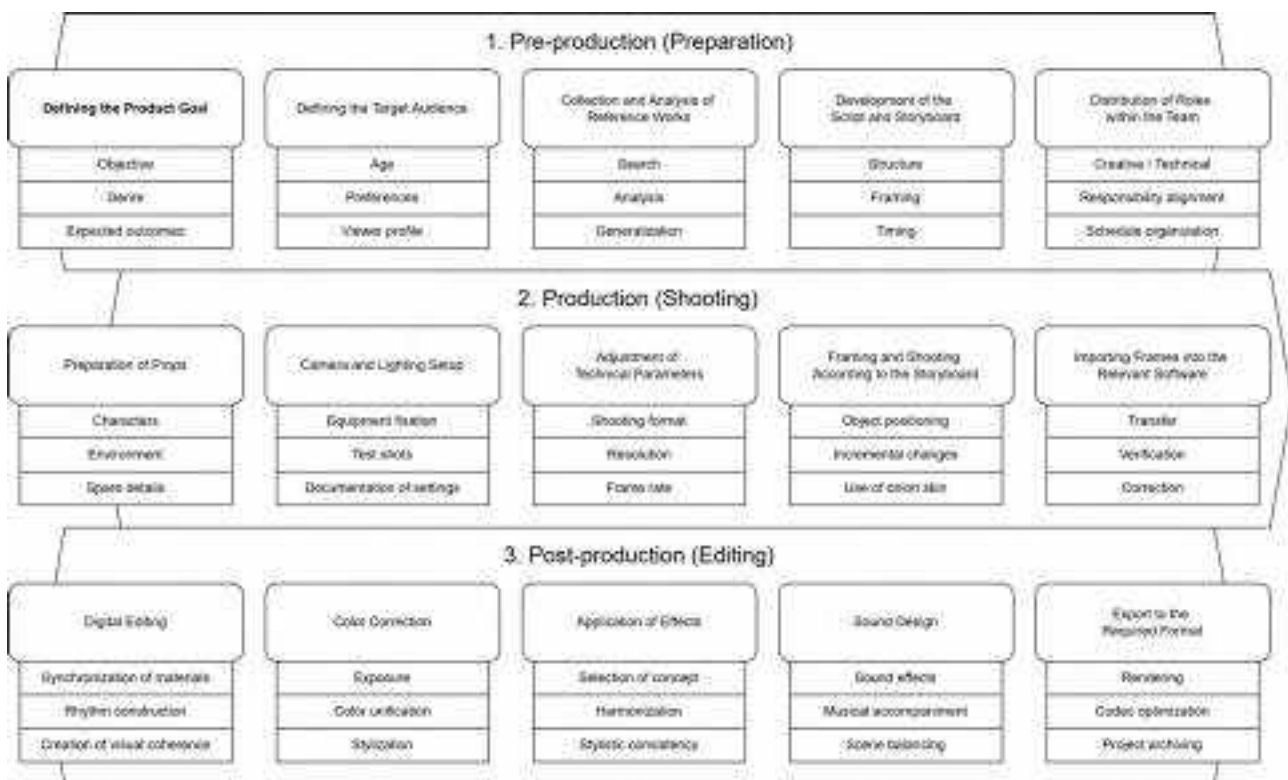 1. Pre-production (Preparation)
Defining the Product Goal
Objective
Genre
Expected outcomes
Defining the Target Audience
Age
Preferences
Viewer profile
Collection and Analysis of
Reference Works
Search
Analysis
Generalization
Development of the
Script and Storyboard
Structure
Framing
Timing
Distribution of Roles
within the Team
Creative / Technical
Responsibility alignment
Schedule organization
2. Production (Shooting)
Preparation of Props
Characters
Environment
Spare details
Camera and Lighting Setup
Equipment fixation
Test shots
Documentation of settings
Adjustment of
Technical Parameters
Shooting format
Resolution
Frame rate
Framing and Shooting
According to the Storyboard
Object positioning
Incremental changes
Use of onion skin
Importing Frames into the
Relevant Software
Transfer
Verification
Correction
3. Post-production (Editing)
Digital Editing
Synchronization of materials
Rhythm construction
Creation of visual coherence
Color Correction
Exposure
Color unification
Stylization
Application of Effects
Selection of concept
Harmonization
Stylistic consistency
Sound Design
Sound effects
Musical accompaniment
Scene balancing
Export to the
Required Format
Rendering
Codec optimization
Project archiving